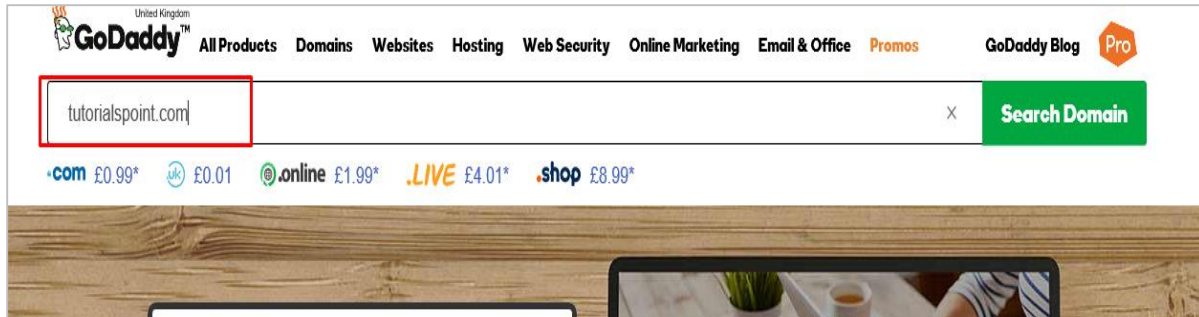 United Kingdom
GoDaddy™ All Products Domains Websites Hosting Web Security Online Marketing Email & Office Promos GoDaddy Blog Pro
tutorialspoint.com X Search Domain
.com £0.99* .uk £0.01 .online £1.99* .LIVE £4.01* .shop £8.99*